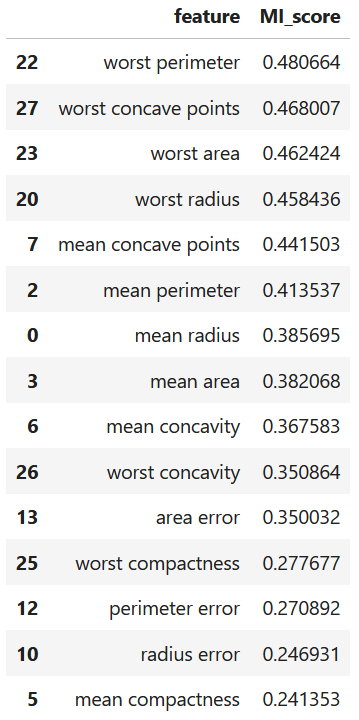 feature MI_score
22 worst perimeter 0.480664
27 worst concave points 0.468007
23 worst area 0.462424
20 worst radius 0.458436
7 mean concave points 0.441503
2 mean perimeter 0.413537
0 mean radius 0.385695
3 mean area 0.382068
6 mean concavity 0.367583
26 worst concavity 0.350864
13 area error 0.350032
25 worst compactness 0.277677
12 perimeter error 0.270892
10 radius error 0.246931
5 mean compactness 0.241353